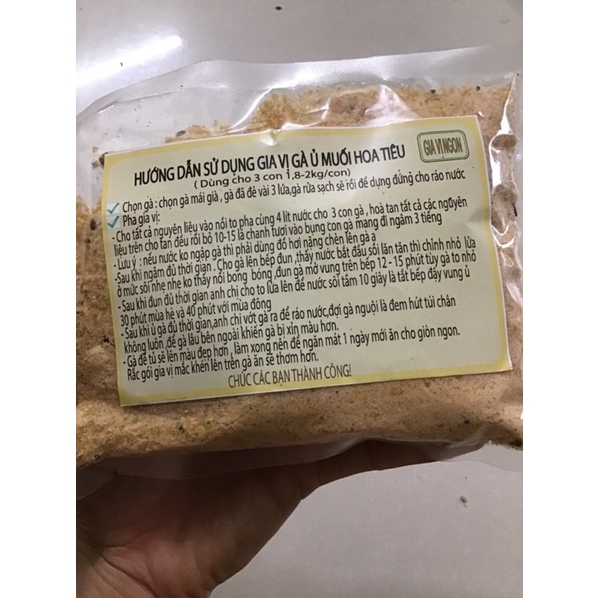 HƯỚNG DẪN SỬ DỤNG GIA VỊ GÀ Ủ MUỐI HOA TIÊU
GIA VỊ NGON
( Dùng cho 3 con 1,8-2kg/con)
Chọn gà : chọn gà mái già , gà đã đẻ vài 3 lứa,gà rửa sạch sẽ rồi để dựng đứng cho ráo nước
Pha gia vị:
- Cho tất cả nguyên liệu vào nồi to pha cùng 4 lít nước cho 3 con gà , hoà tan tất cả các nguyên
liệu trên cho tan đều rồi bỏ 10-15 lá chanh tươi vào bụng con gà mang đi ngâm 3 tiếng
- Lưu ý : nếu nước ko ngập gà thì phải dùng đồ hơi nặng chèn lên gà ạ
-Sau khi ngâm đủ thời gian . Cho gà lên bếp đun ,thấy nước bắt đầu sôi lăn tăn thì chỉnh nhỏ lửa
ở mức sôi nhẹ nhẹ ko thấy nổi bong bóng ,đun gà mở vung trên bếp 12 - 15 phút tùy gà to nhỏ
- Sau khi đun đủ thời gian anh chị cho to lửa lên để nước sôi tầm 10 giây là tắt bếp đậy vung ủ
30 phút mùa hè và 40 phút với mùa đông
- Sau khi ủ gà đủ thời gian,anh chị vớt gà ra để ráo nước,đợi gà nguội là đem hút túi chân
không luôn ,để gà lâu bên ngoài khiến gà bị xỉn màu hơn.
- Gà để tủ sẽ lên màu đẹp hơn , làm xong nên để ngăn mát 1 ngày mới ăn cho giòn ngon.
Rắc gói gia vị mắc khén lên trên gà ăn sẽ thơm hơn.
CHÚC CÁC BẠN THÀNH CÔNG!